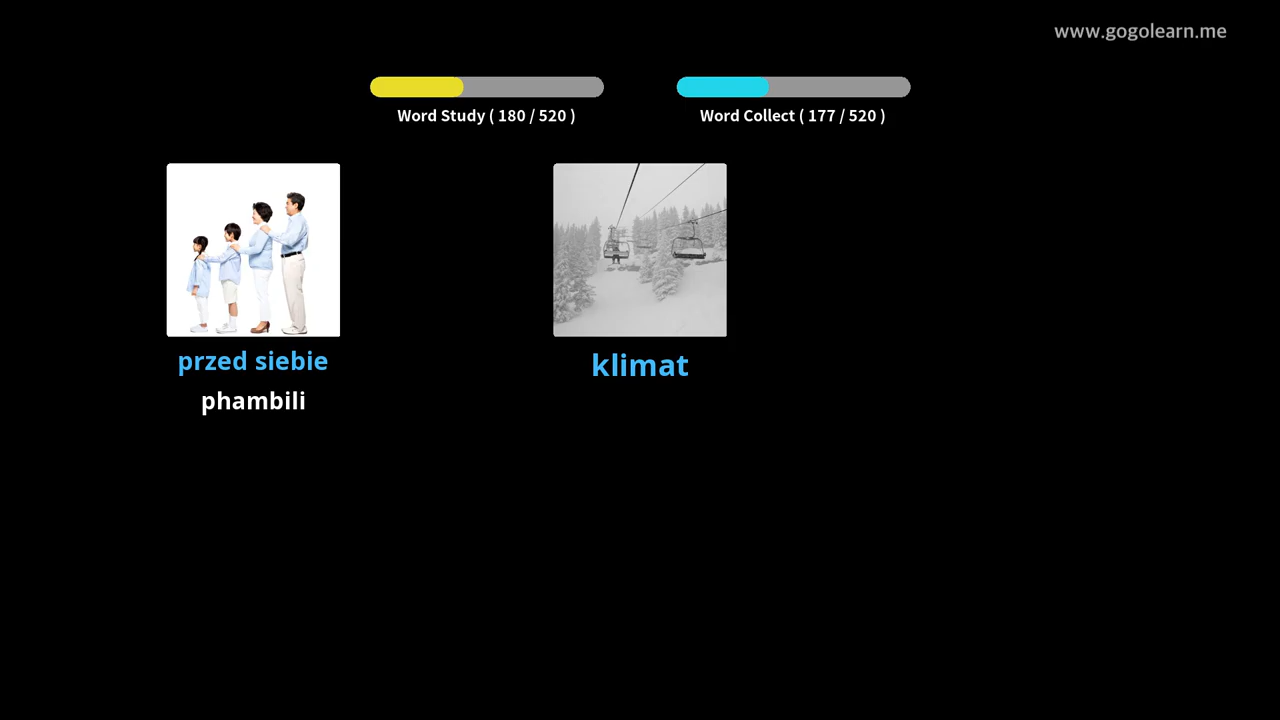 www.gogolearn.me
Word Study ( 180 / 520 )
Word Collect ( 177 / 520 )
przed siebie
phambili
klimat